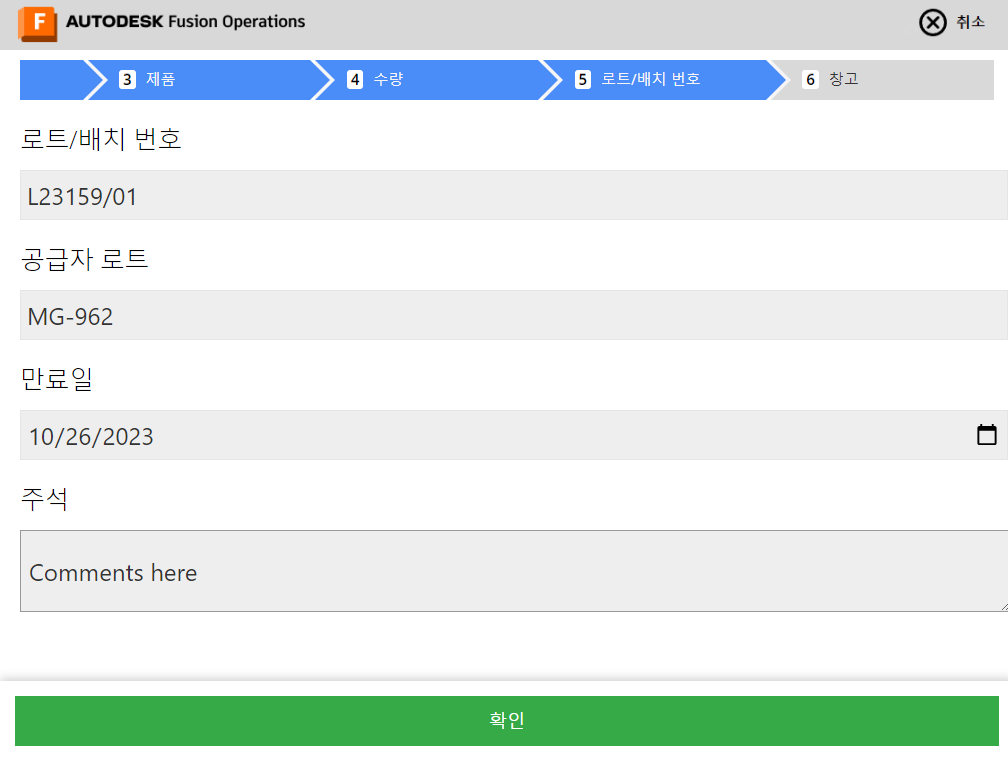 F AUTODESK Fusion Operations 취소
3 제품 4 수량 5 로트/배치 번호 6 창고
로트/배치 번호
L23159/01
공급자 로트
MG-962
만료일
10/26/2023
주석
Comments here
확인